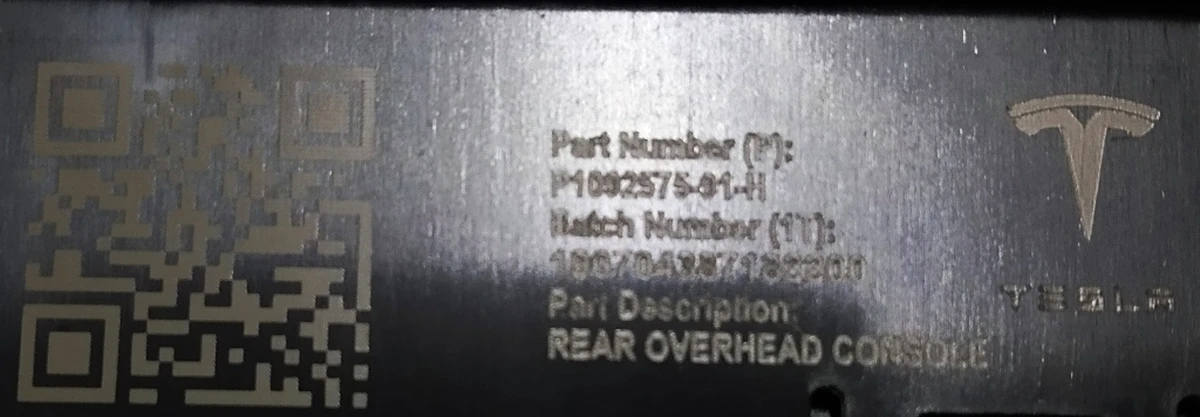 Part Number (P):
P1092575-01-H
Batch Number (1T):
Part Description:
REAR OVERHEAD CONSOLE
TESLA